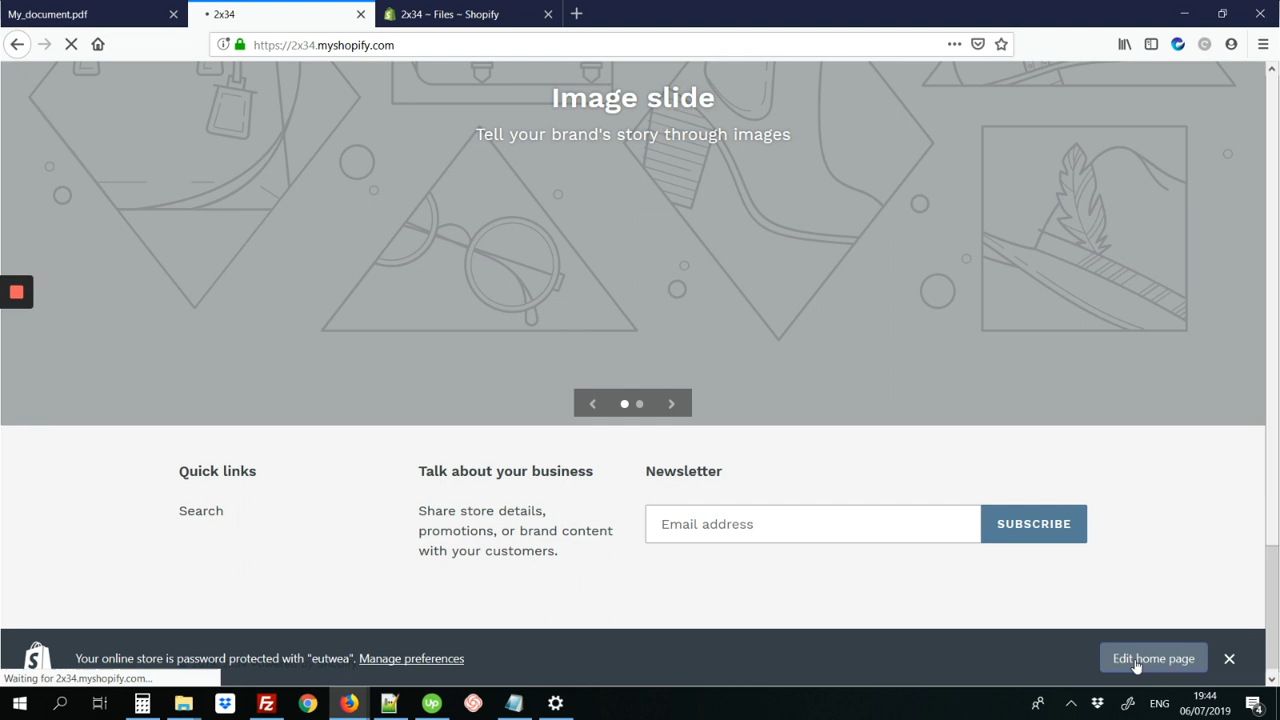 My_document.pdf
2x34
2x34 ~ Files ~ Shopify
https://2x34.myshopify.com
Image slide
Tell your brand's story through images
Quick links
Talk about your business
Newsletter
Search
Share store details,
promotions, or brand content
with your customers.
Email address
SUBSCRIBE
Your online store is password protected with "eutwea". Manage preferences
Edit home page
Waiting for 2x34.myshopify.com...
ENG
19:44
06/07/2019
4